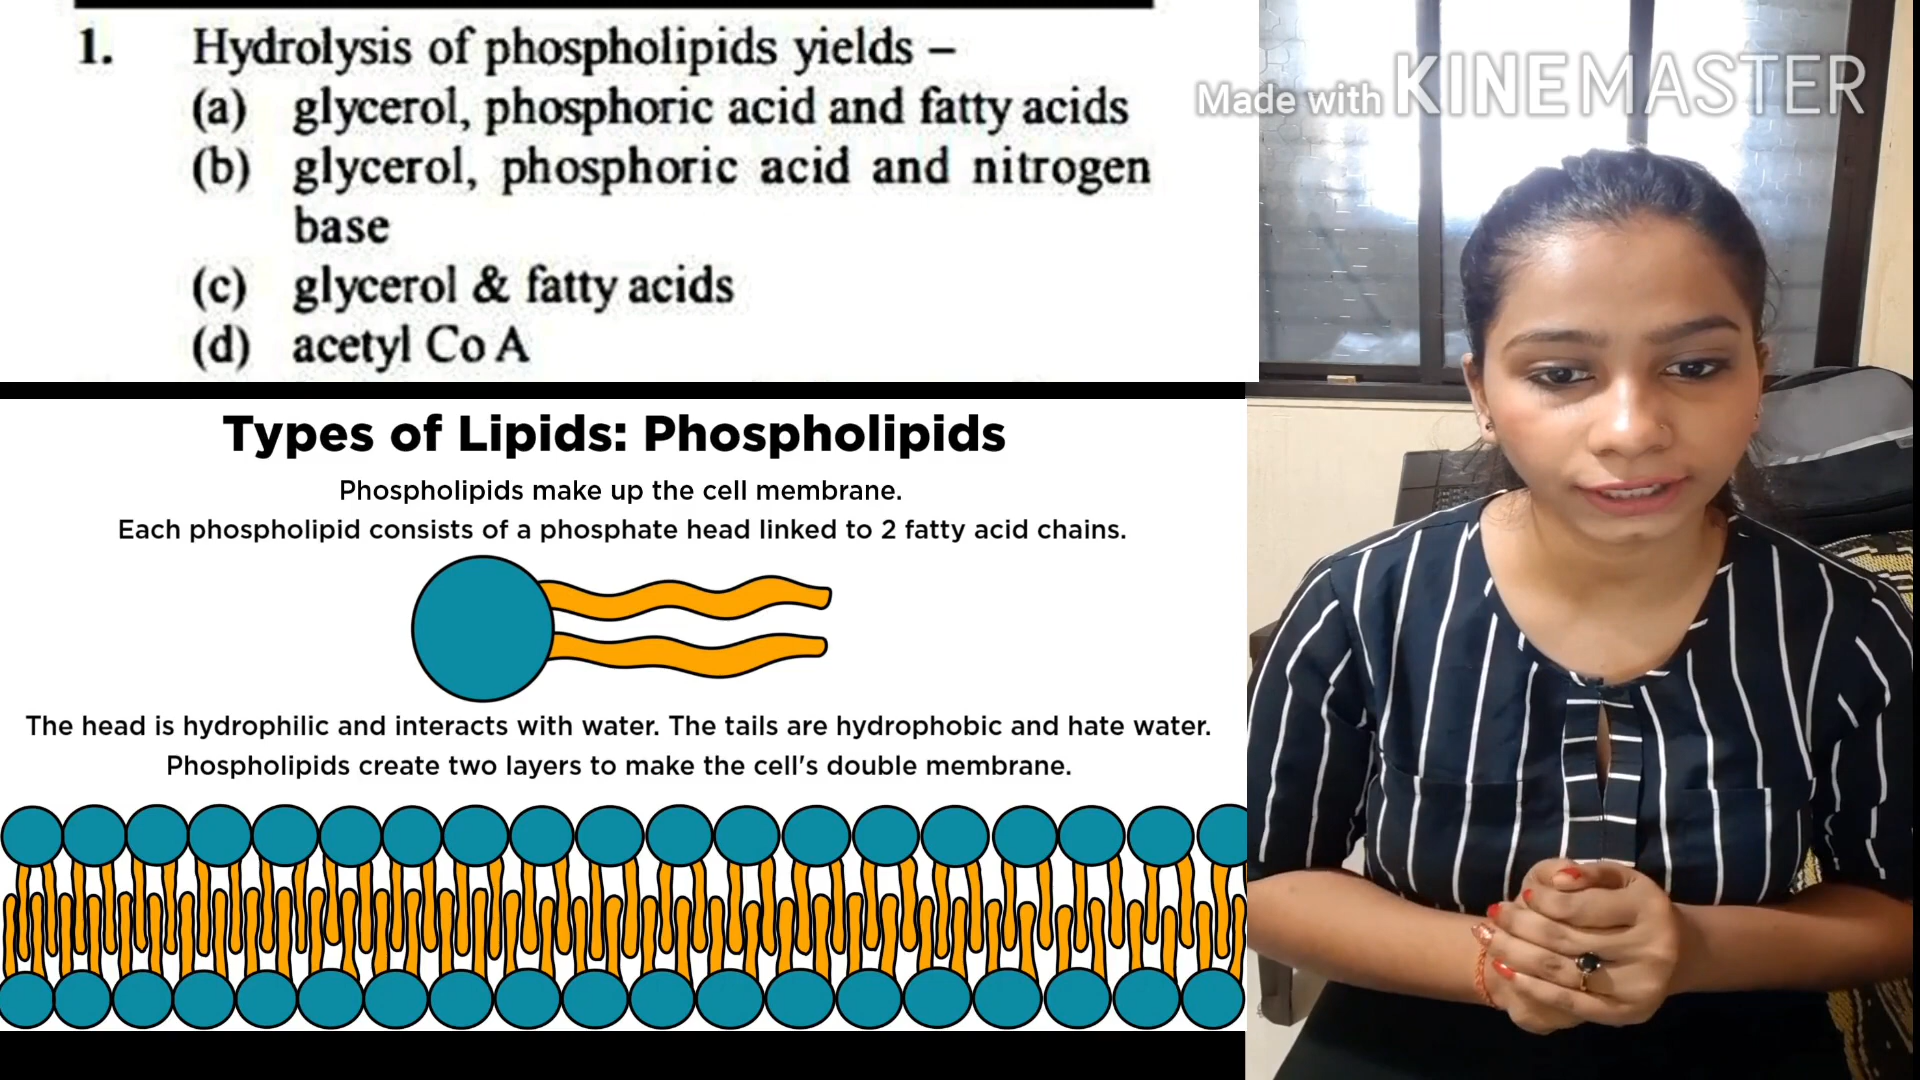 1. Hydrolysis of phospholipids yields –
(a) glycerol, phosphoric acid and fatty acids
(b) glycerol, phosphoric acid and nitrogen
base
(c) glycerol & fatty acids
(d) acetyl Co A
Made with KINEMASTER
Types of Lipids: Phospholipids
Phospholipids make up the cell membrane.
Each phospholipid consists of a phosphate head linked to 2 fatty acid chains.
The head is hydrophilic and interacts with water. The tails are hydrophobic and hate water.
Phospholipids create two layers to make the cell's double membrane.